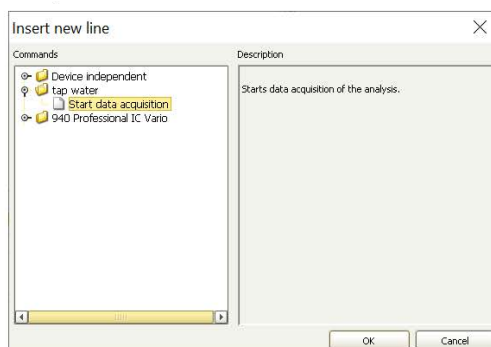 Insert new line
Commands
Description
Device independent
tap water
Start data acquisition
940 Professional IC Vario
Starts data acquisition of the analysis.
OK
Cancel